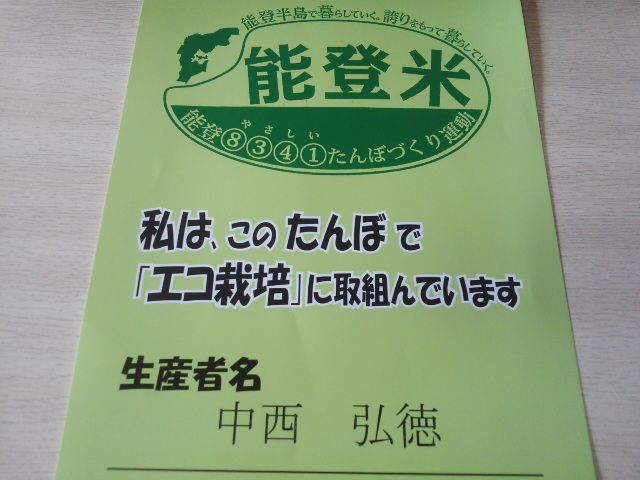 能登半島で暮らしていく。誇りをもって暮らしていく。
能登米
やさしい
能登⑧③④①たんぼづくり運動
私は、このたんぼで
「エコ栽培」に取組んでいます
生産者名
中西 弘徳